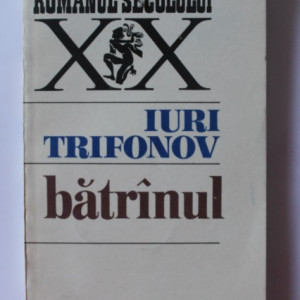 ROMANUL SECOLULUI
XX
IURI
TRIFONOV
bătrînul